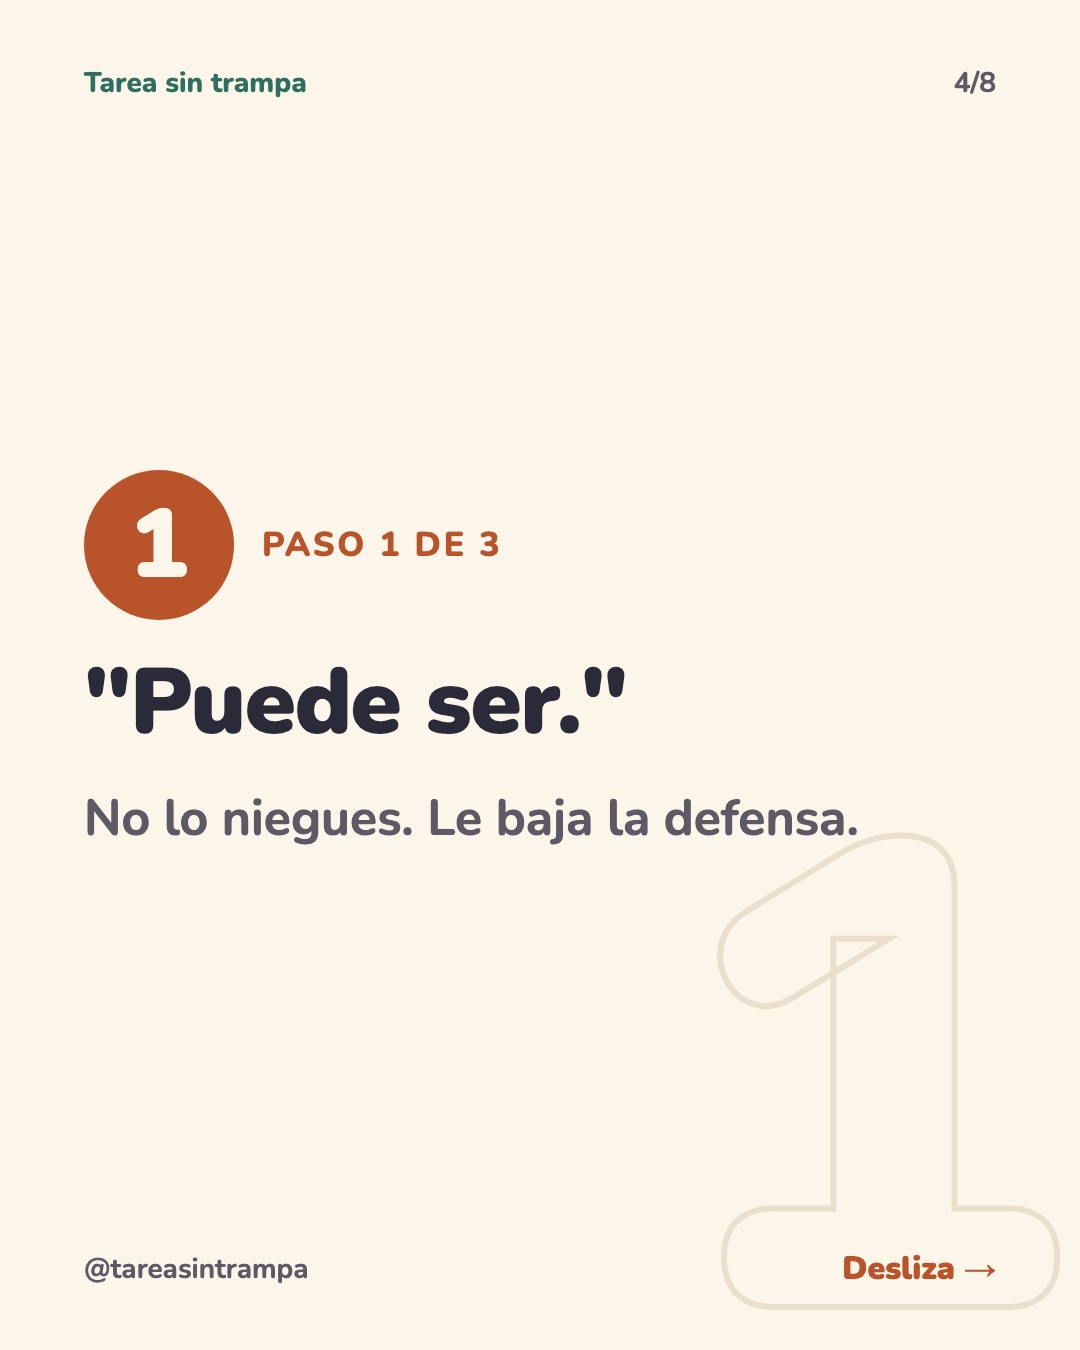 Tarea sin trampa
4/8
1
PASO 1 DE 3
"Puede ser."
No lo niegues. Le baja la defensa.
1
@tareasintrampa
Desliza →